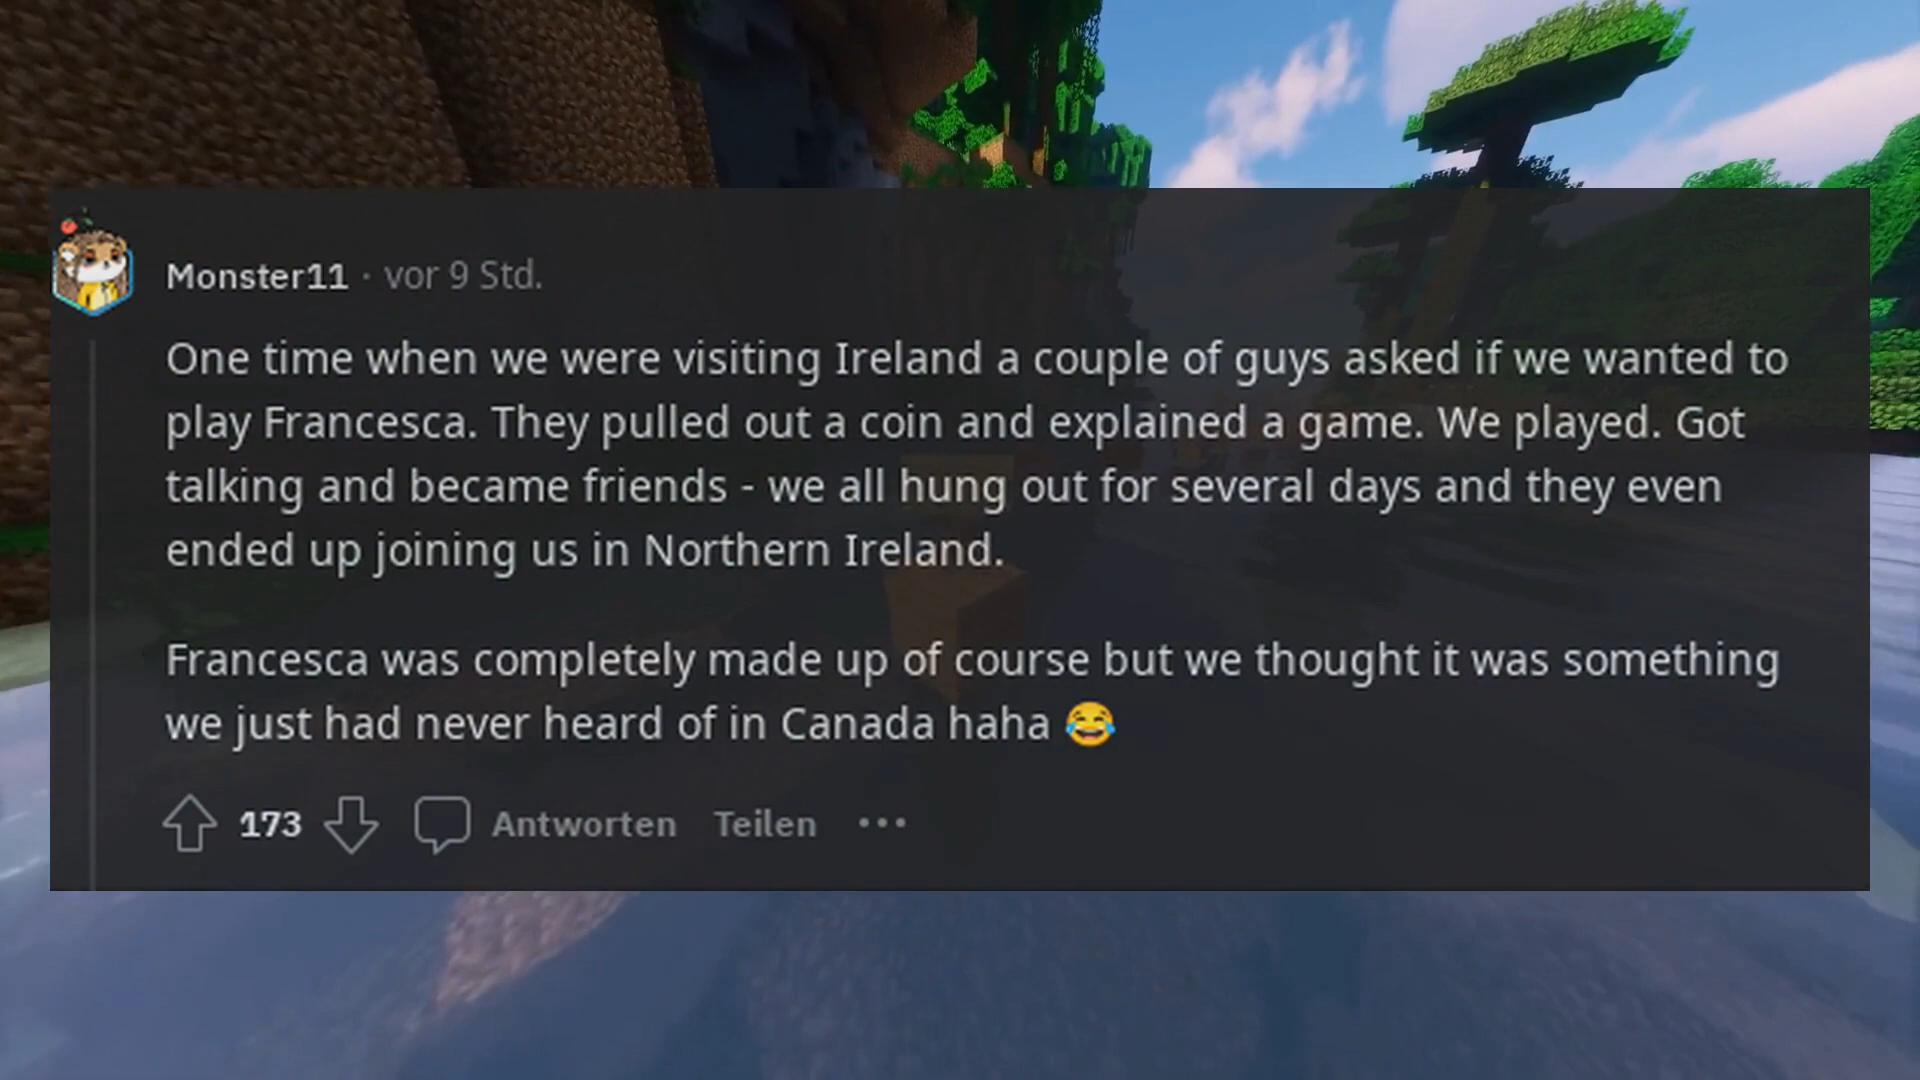 Monster11 · vor 9 Std.
One time when we were visiting Ireland a couple of guys asked if we wanted to
play Francesca. They pulled out a coin and explained a game. We played. Got
talking and became friends - we all hung out for several days and they even
ended up joining us in Northern Ireland.
Francesca was completely made up of course but we thought it was something
we just had never heard of in Canada haha 😂
173 Antworten Teilen ···